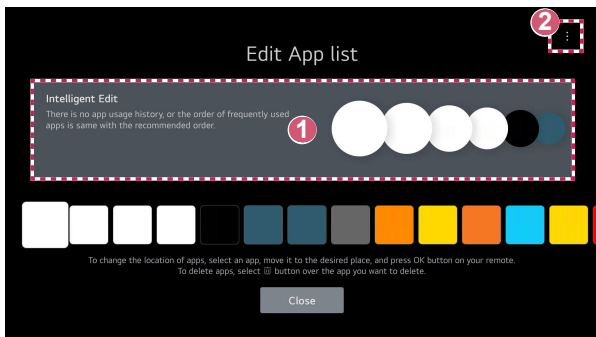 2
⋮
Edit App list
Intelligent Edit
There is no app usage history, or the order of frequently used
apps is same with the recommended order.
1
To change the location of apps, select an app, move it to the desired place, and press OK button on your remote.
To delete apps, select 🗑 button over the app you want to delete.
Close